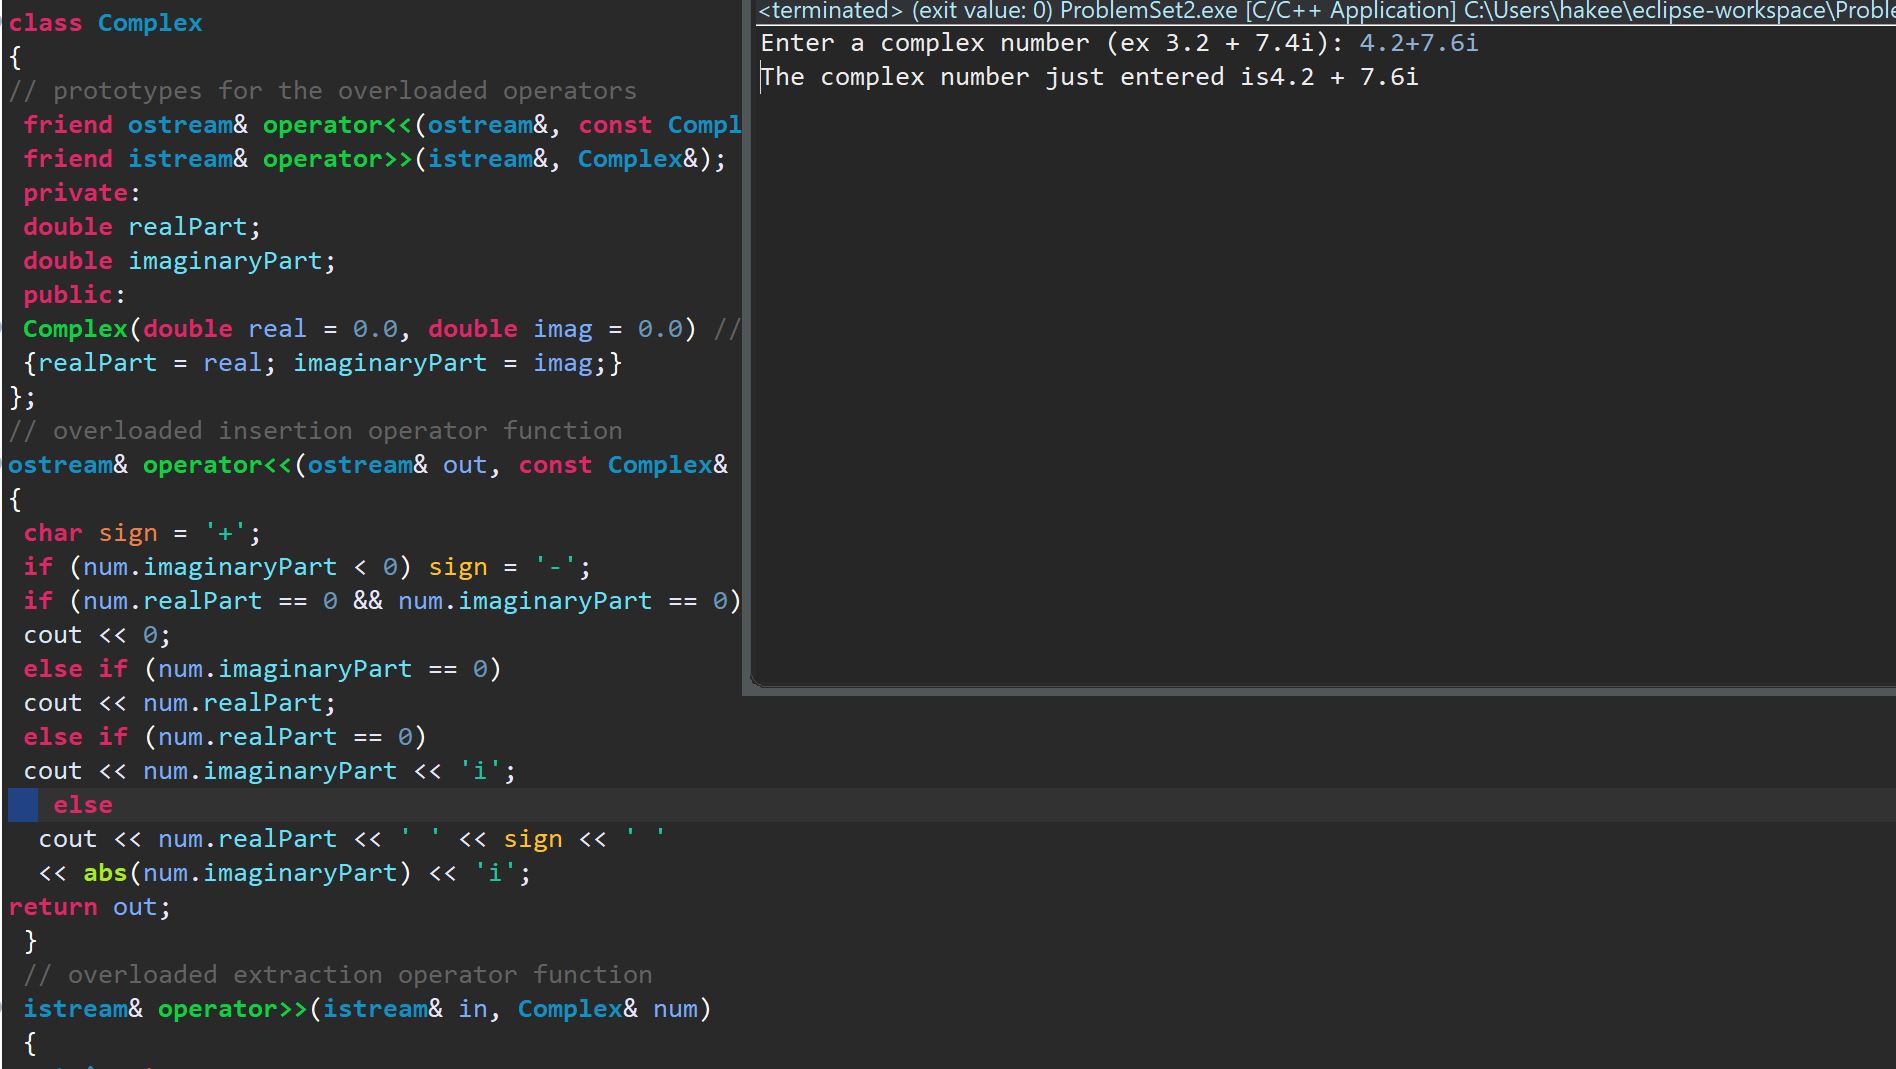 class Complex
{
// prototypes for the overloaded operators
friend ostream& operator<<(ostream&, const Compl
friend istream& operator>>(istream&, Complex&);
private:
double realPart;
double imaginaryPart;
public:
Complex(double real = 0.0, double imag = 0.0) //
{realPart = real; imaginaryPart = imag;}
};
// overloaded insertion operator function
ostream& operator<<(ostream& out, const Complex&
{
char sign = '+';
if (num.imaginaryPart < 0) sign = '-';
if (num.realPart == 0 && num.imaginaryPart == 0)
cout << 0;
else if (num.imaginaryPart == 0)
cout << num.realPart;
else if (num.realPart == 0)
cout << num.imaginaryPart << 'i';
else
cout << num.realPart << ' ' << sign << ' '
<< abs(num.imaginaryPart) << 'i';
return out;
}
// overloaded extraction operator function
istream& operator>>(istream& in, Complex& num)
{
<terminated> (exit value: 0) ProblemSet2.exe [C/C++ Application] C:\Users\hakee\eclipse-workspace\Proble
Enter a complex number (ex 3.2 + 7.4i): 4.2+7.6i
The complex number just entered is4.2 + 7.6i